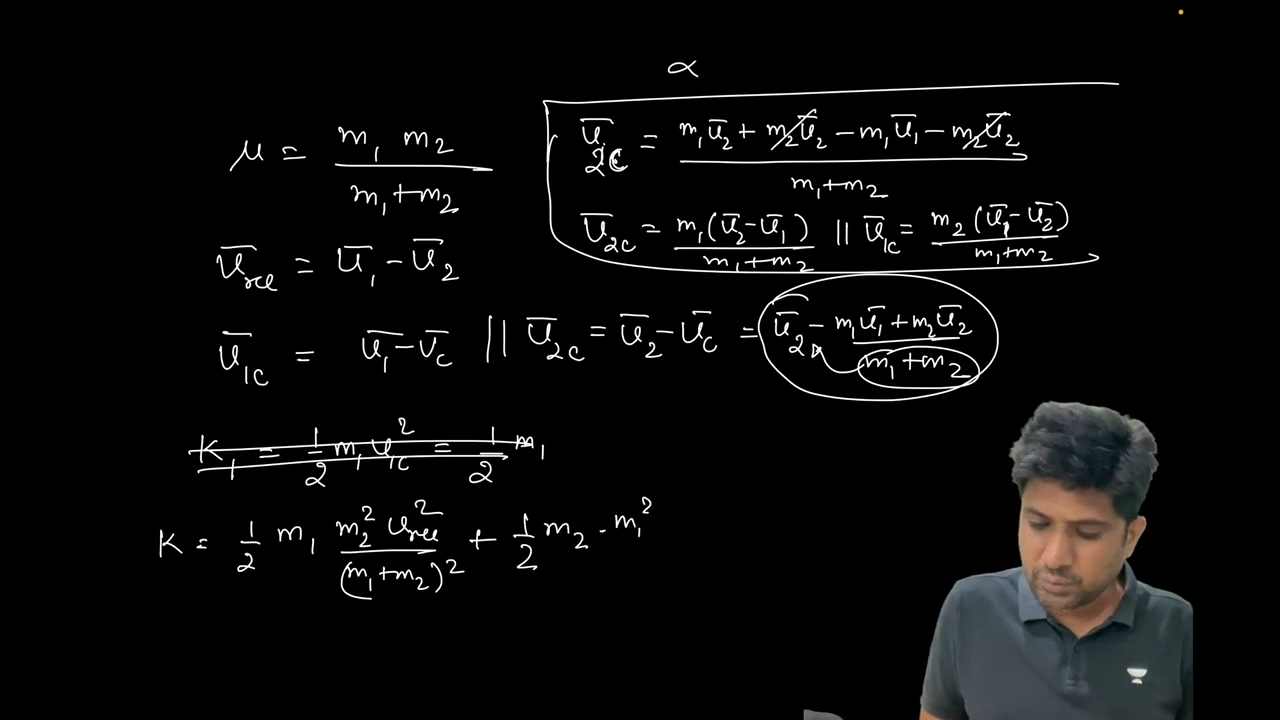 α
μ = m₁ m₂ / m₁+m₂
ū₂c = m₁ū₂ + m₂ū₂ − m₁ū₁ − m₂ū₂ / m₁+m₂
ū₂c = m₁(ū₂−ū₁) / m₁+m₂ || ū₁c = m₂(ū₁−ū₂) / m₁+m₂
ūrel = ū₁ − ū₂
ū₁c = ū₁−v̄c || ū₂c = ū₂−ūc = ū₂ − m₁ū₁+m₂ū₂ / m₁+m₂
K₁ = 1/2 m₁ u₁c² = 1/2 m₁
K = 1/2 m₁ m₂² urel² / (m₁+m₂)² + 1/2 m₂ · m₁²